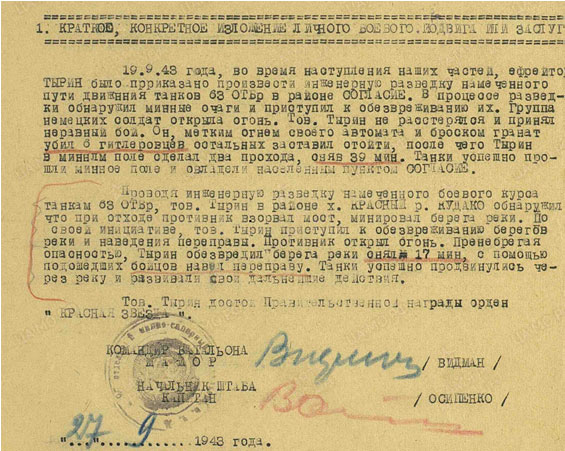 1. КРАТКОЕ, КОНКРЕТНОЕ ИЗЛОЖЕНИЕ ЛИЧНОГО БОЕВОГО ПОДВИГА ИЛИ ЗАСЛУГ
19.9.43 года, во время наступления наших частей, ефрейтор
ТЫРИН было приказано произвести инженерную разведку намеченного
пути движения танков 63 ОТБр в районе СОГЛАСИЕ. В процессе развед-
ки обнаружил минные очаги и приступил к обезвреживанию их. Группа
немецких солдат открыла огонь. Тов. Тырин не расстерялся и принял
неравный бой. Он, метким огнем своего автомата и броском гранат
убил 6 гитлеровцев остальных заставил отойти, после чего Тырин
в минном поле сделал два прохода, сняв 39 мин. Танки успешно про-
шли минное поле и овладели населенным пунктом СОГЛАСИЕ.
Проводя инженерную разведку намеченного боевого курса
танкам 63 ОТБр, тов. Тырин в районе х. КРАСНЫЙ р. КУДАКО обнаружил
что при отходе противник взорвал мост, минировал берега реки. По
своей инициативе, тов. Тырин приступил к обезвреживанию берегов
реки и наведения переправы. Противник открыл огонь. Пренебрегая
опасностью, Тырин обезвредил берега реки снял 17 мин, с помощью
подошедших бойцов навел переправу. Танки успешно продвинулись че-
рез реку и развивали свои дальнейшие действия.
Тов. Тырин достоин Правительственной награды орден
" КРАСНАЯ ЗВЕЗДА ".
КОМАНДИР БАТАЛЬОНА
МАЙОР / ВИДМАН /
НАЧАЛЬНИК ШТАБА
КАПИТАН / ОСИПЕНКО /
"27" 9 1943 года.